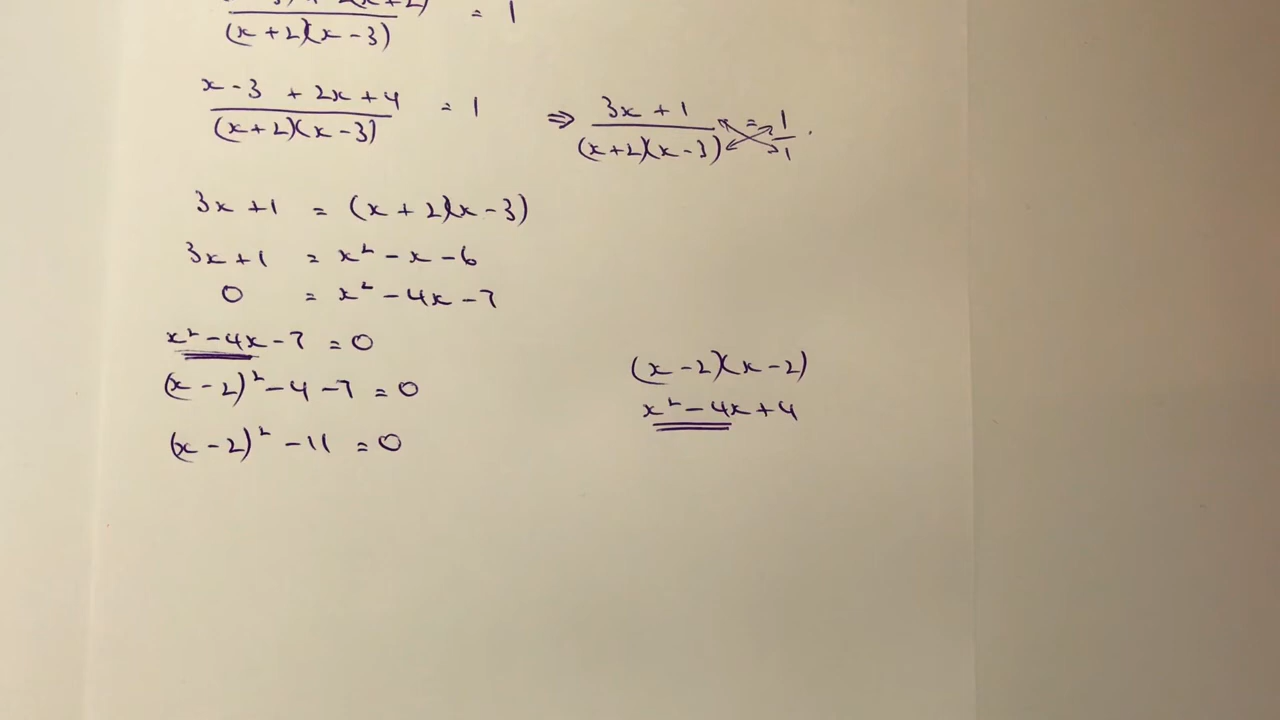 = 1
(x+2)(x-3)
x-3 + 2x+4 = 1 ⇒ 3x+1 = 1
(x+2)(x-3) (x+2)(x-3) 1
3x+1 = (x+2)(x-3)
3x+1 = x² - x - 6
0 = x² - 4x - 7
x² - 4x - 7 = 0
(x-2)² - 4 - 7 = 0
(x-2)² - 11 = 0
(x-2)(x-2)
x² - 4x + 4